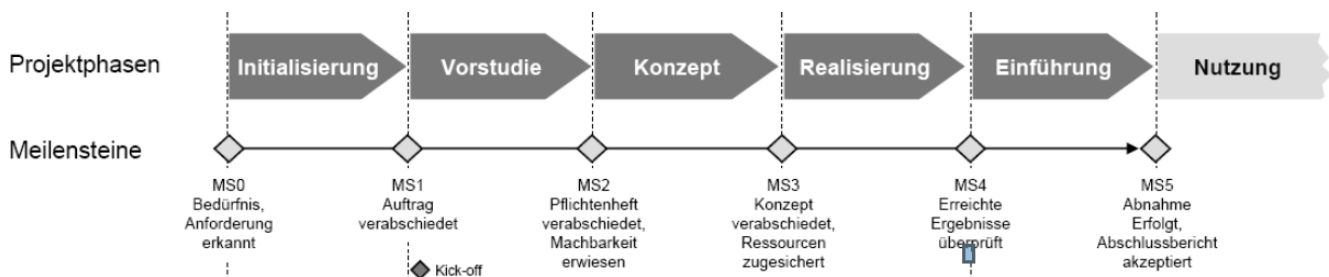 Projektphasen
Initialisierung
Vorstudie
Konzept
Realisierung
Einführung
Nutzung
Meilensteine
MS0
Bedürfnis,
Anforderung
erkannt
MS1
Auftrag
verabschiedet
Kick-off
MS2
Pflichtenheft
verabschiedet,
Machbarkeit
erwiesen
MS3
Konzept
verabschiedet,
Ressourcen
zugesichert
MS4
Erreichte
Ergebnisse
überprüft
MS5
Abnahme
Erfolgt,
Abschlussbericht
akzeptiert